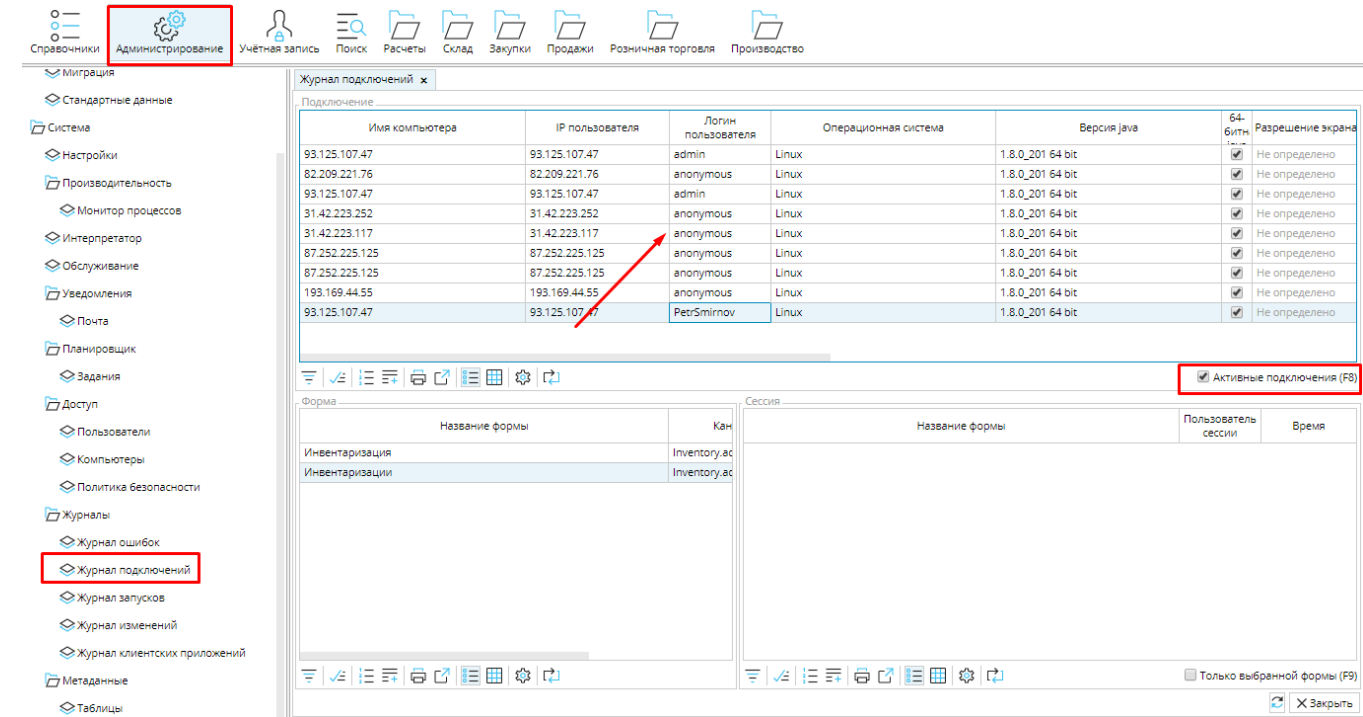 Справочники Администрирование Учётная запись Поиск Расчеты Склад Закупки Продажи Розничная торговля Производство
Миграция
Стандартные данные
Система
Настройки
Производительность
Монитор процессов
Интерпретатор
Обслуживание
Уведомления
Почта
Планировщик
Задания
Доступ
Пользователи
Компьютеры
Политика безопасности
Журналы
Журнал ошибок
Журнал подключений
Журнал запусков
Журнал изменений
Журнал клиентских приложений
Метаданные
Таблицы
Журнал подключений x
Подключение
Имя компьютера IP пользователя Логин пользователя Операционная система Версия java 64-битн. Разрешение экрана
93.125.107.47 93.125.107.47 admin Linux 1.8.0_201 64 bit Не определено
82.209.221.76 82.209.221.76 anonymous Linux 1.8.0_201 64 bit Не определено
93.125.107.47 93.125.107.47 admin Linux 1.8.0_201 64 bit Не определено
31.42.223.252 31.42.223.252 anonymous Linux 1.8.0_201 64 bit Не определено
31.42.223.117 31.42.223.117 anonymous Linux 1.8.0_201 64 bit Не определено
87.252.225.125 87.252.225.125 anonymous Linux 1.8.0_201 64 bit Не определено
87.252.225.125 87.252.225.125 anonymous Linux 1.8.0_201 64 bit Не определено
193.169.44.55 193.169.44.55 anonymous Linux 1.8.0_201 64 bit Не определено
93.125.107.47 93.125.107.47 PetrSmirnov Linux 1.8.0_201 64 bit Не определено
Активные подключения (F8)
Форма
Название формы Кан
Инвентаризация Inventory.ac
Инвентаризации Inventory.ac
Сессия
Название формы Пользователь сессии Время
Только выбранной формы (F9)
Закрыть